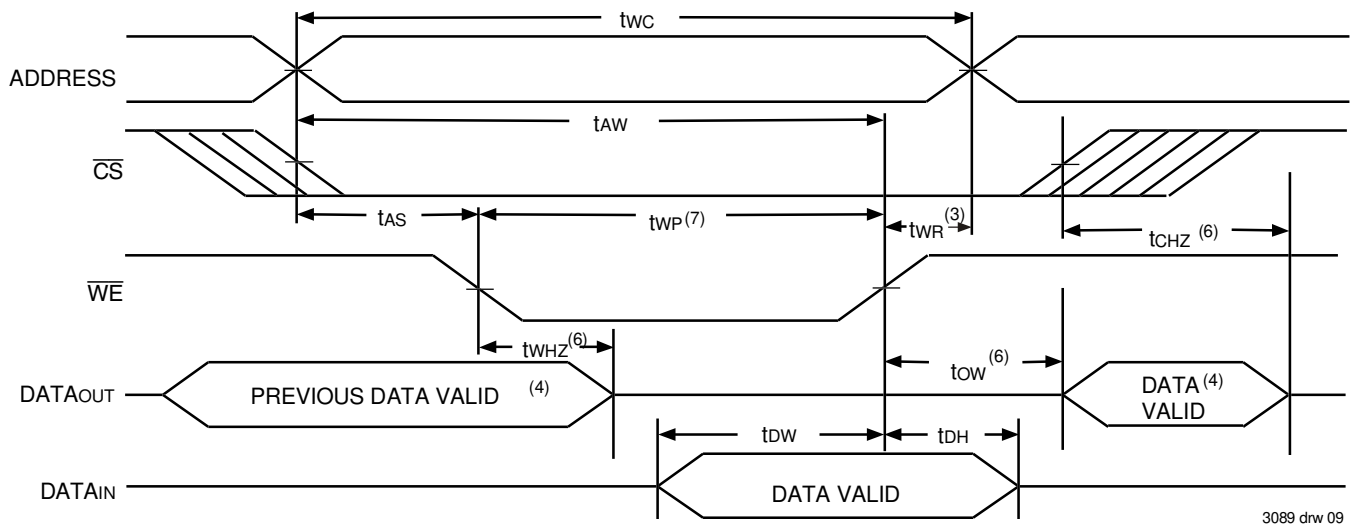 tWC
ADDRESS
tAW
CS
tAS
tWP (7)
tWR (3)
tCHZ (6)
WE
tWHZ (6)
tOW (6)
DATAOUT
PREVIOUS DATA VALID (4)
DATA (4)
VALID
tDW
tDH
DATAIN
DATA VALID
3089 drw 09